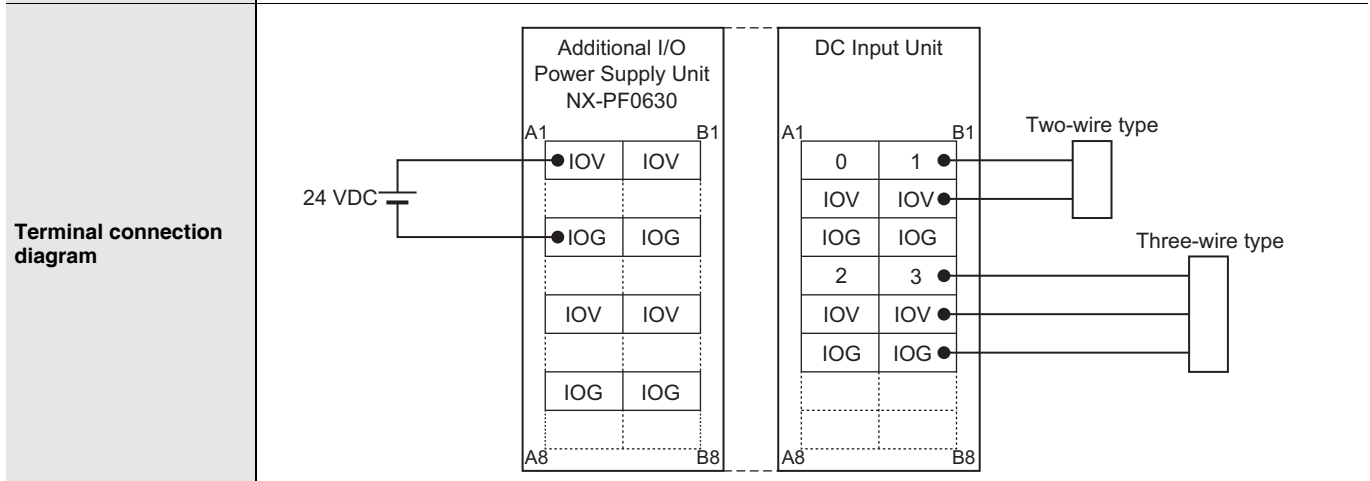 Terminal connection
diagram
24 VDC
Additional I/O
Power Supply Unit
NX-PF0630
A1 B1
IOV IOV
IOG IOG
IOV IOV
IOG IOG
A8 B8
DC Input Unit
A1 B1
0 1
IOV IOV
IOG IOG
2 3
IOV IOV
IOG IOG
A8 B8
Two-wire type
Three-wire type